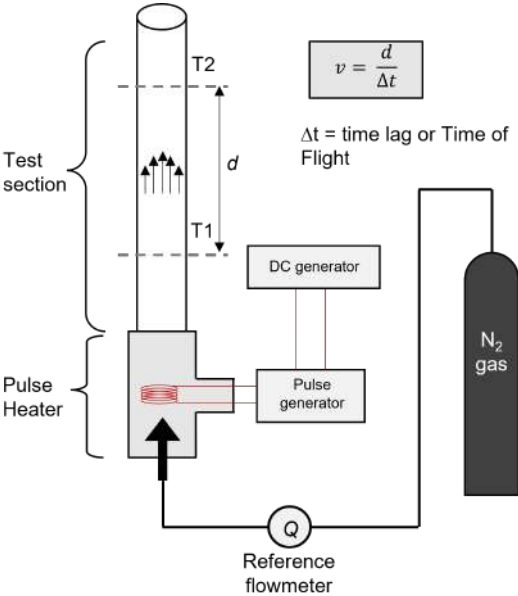 T2
v = d / Δt
Δt = time lag or Time of
Flight
Test
section
d
T1
DC generator
N₂
gas
Pulse
Heater
Pulse
generator
Q
Reference
flowmeter